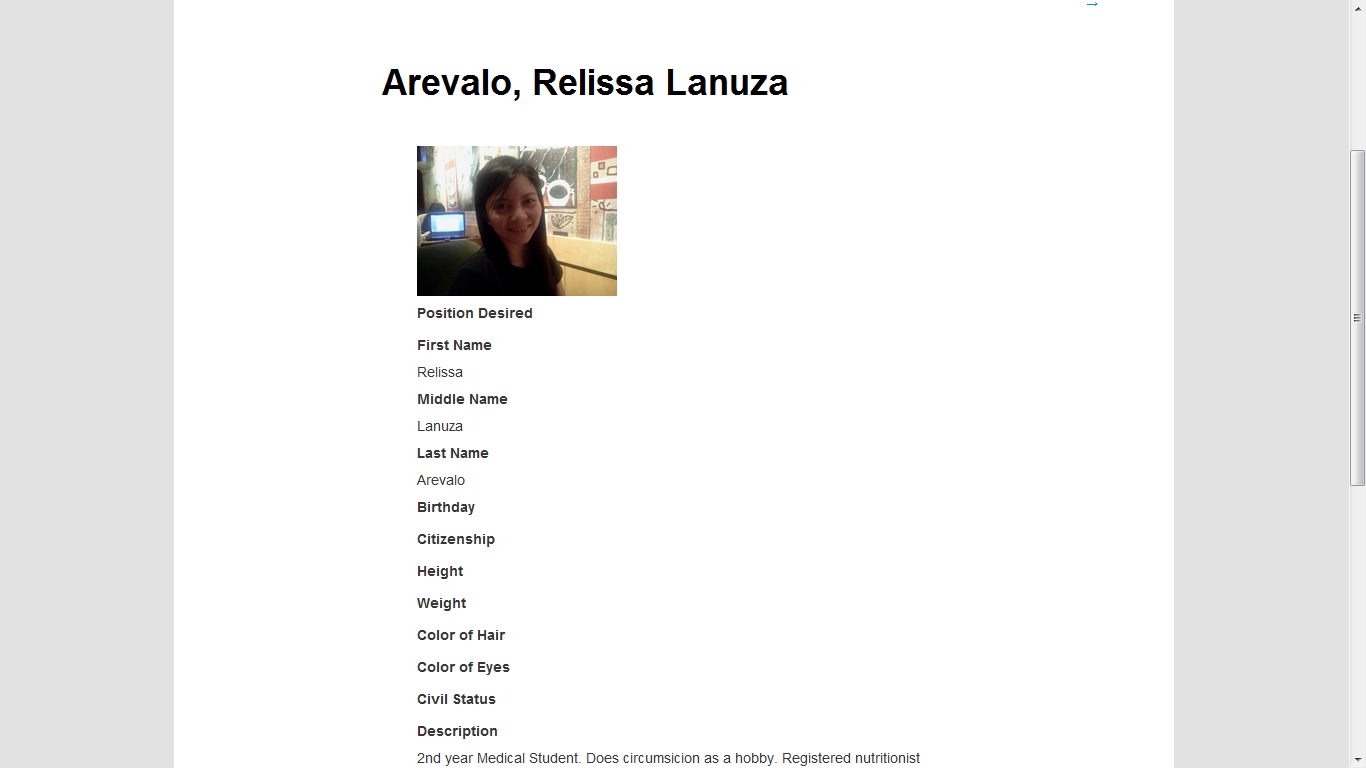 →
Arevalo, Relissa Lanuza
Position Desired
First Name
Relissa
Middle Name
Lanuza
Last Name
Arevalo
Birthday
Citizenship
Height
Weight
Color of Hair
Color of Eyes
Civil Status
Description
2nd year Medical Student. Does circumsicion as a hobby. Registered nutritionist